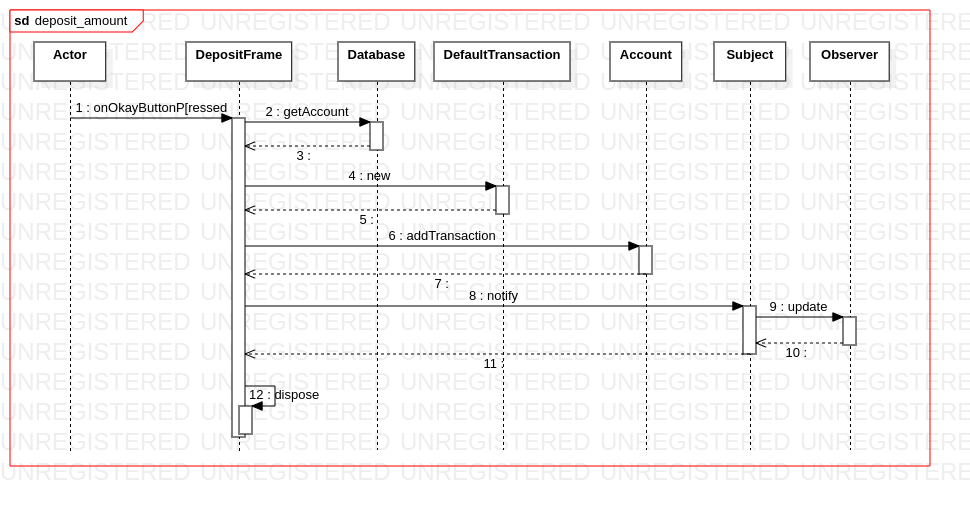 sd deposit_amount
Actor
DepositFrame
Database
DefaultTransaction
Account
Subject
Observer
1 : onOkayButtonP[ressed
2 : getAccount
3 :
4 : new
5 :
6 : addTransaction
7 :
8 : notify
9 : update
10 :
11 :
12 : dispose
UNREGISTERED UNREGISTERED UNREGISTERED UNREGISTERED UNREGISTERED